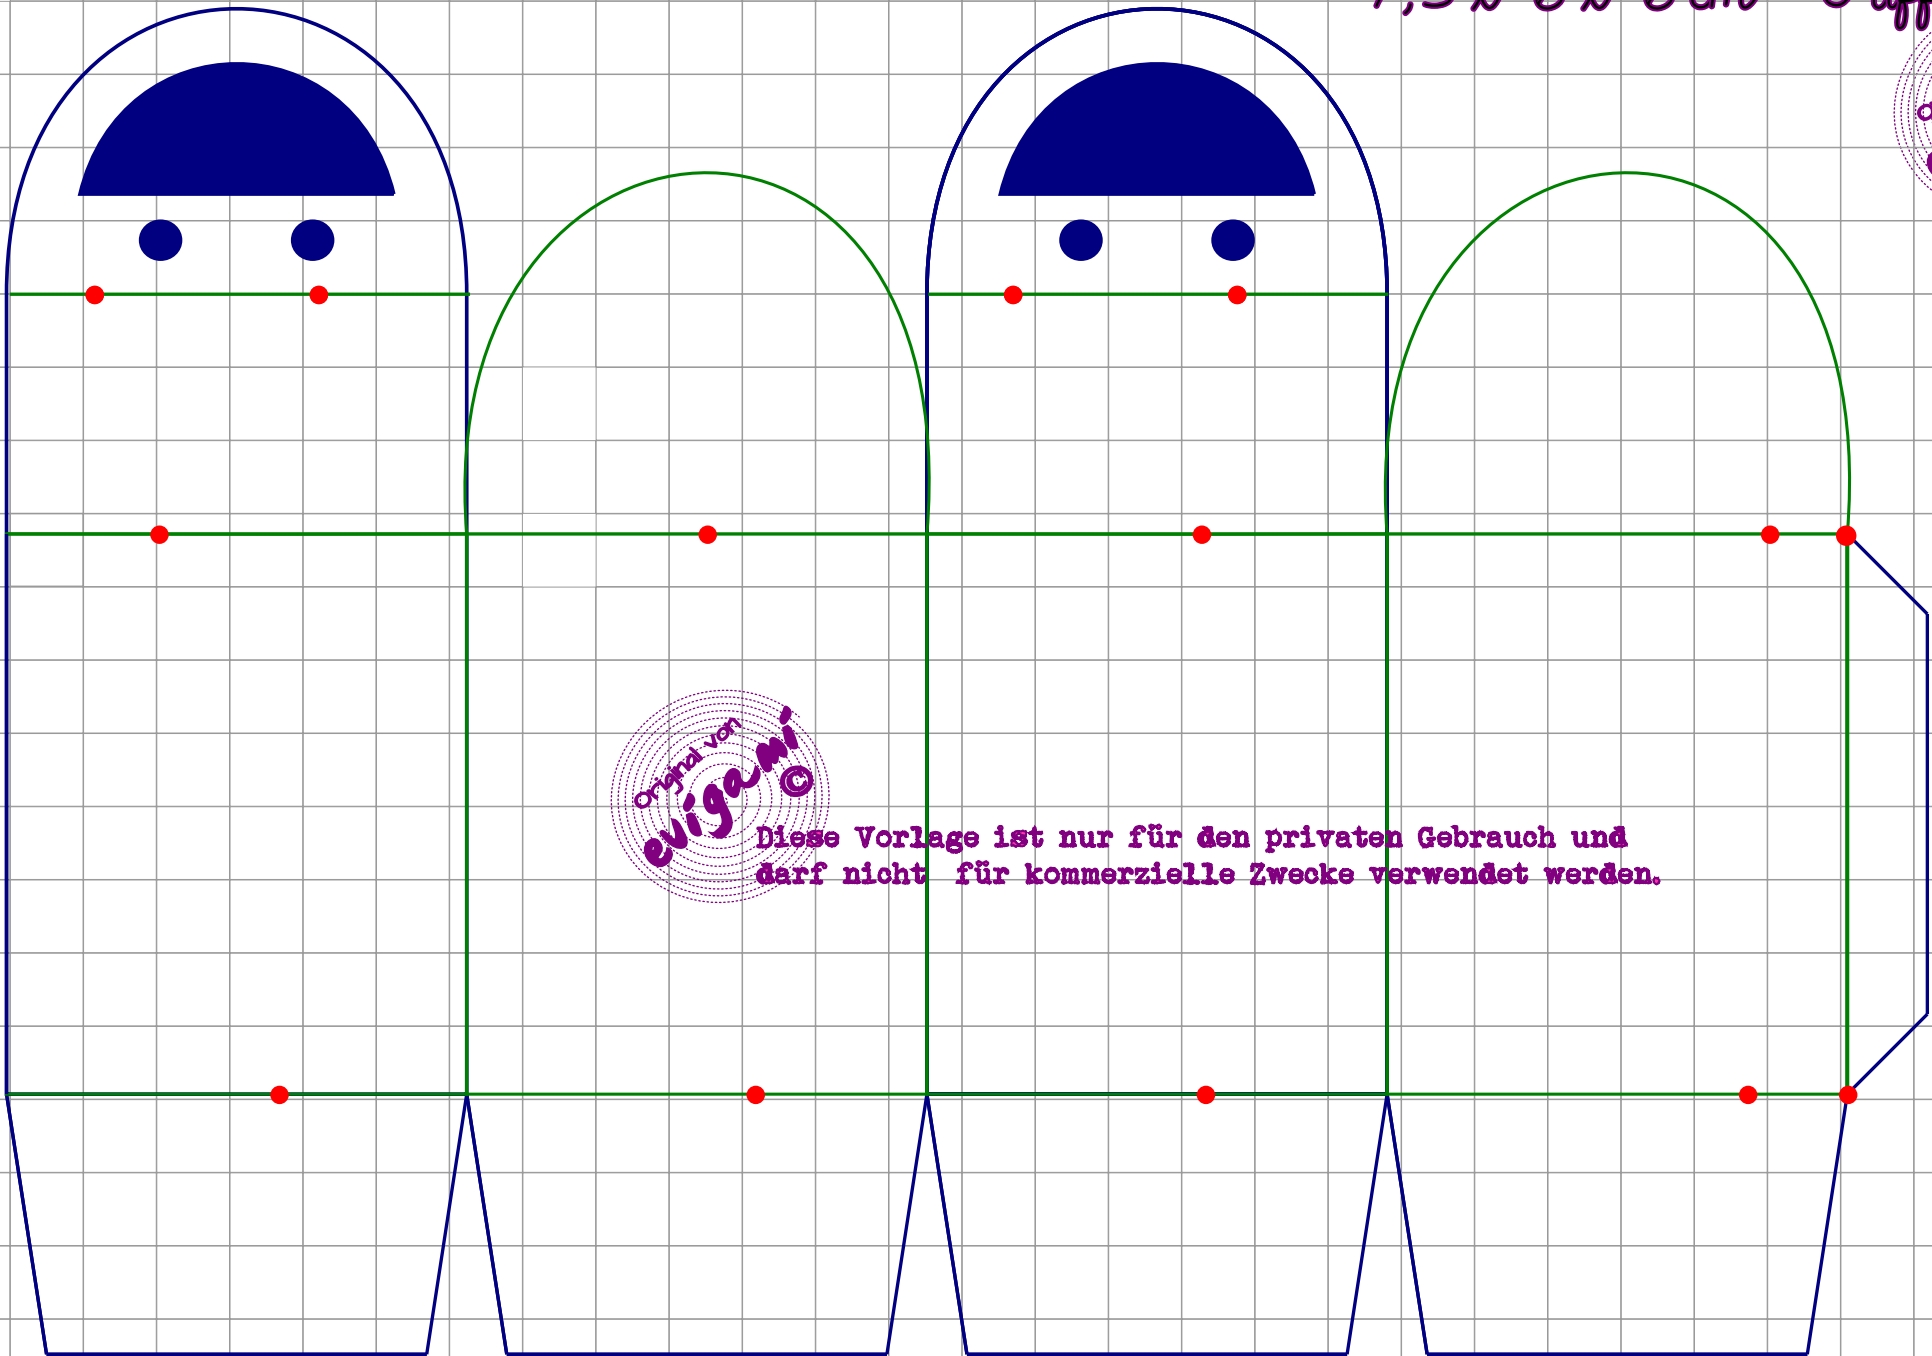 Original von
evigami ©
Diese Vorlage ist nur für den privaten Gebrauch und
darf nicht für kommerzielle Zwecke verwendet werden.